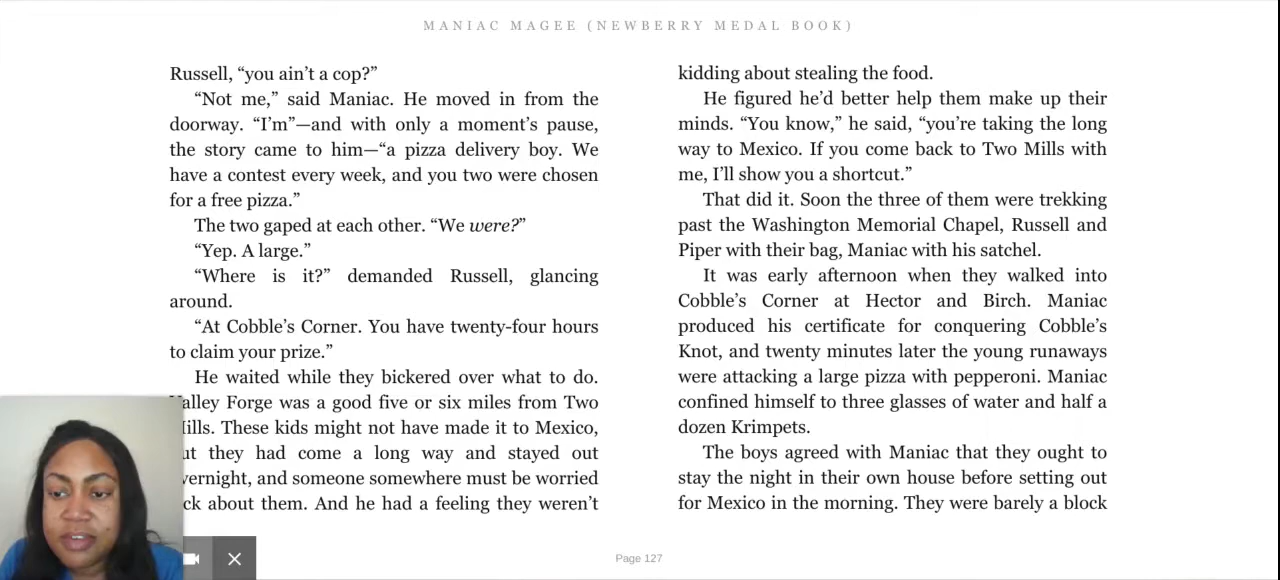 MANIAC MAGEE (NEWBERRY MEDAL BOOK)
Russell, “you ain’t a cop?”
“Not me,” said Maniac. He moved in from the
doorway. “I’m”—and with only a moment’s pause,
the story came to him—“a pizza delivery boy. We
have a contest every week, and you two were chosen
for a free pizza.”
The two gaped at each other. “We were?”
“Yep. A large.”
“Where is it?” demanded Russell, glancing
around.
“At Cobble’s Corner. You have twenty-four hours
to claim your prize.”
He waited while they bickered over what to do.
Valley Forge was a good five or six miles from Two
Mills. These kids might not have made it to Mexico,
but they had come a long way and stayed out
overnight, and someone somewhere must be worried
sick about them. And he had a feeling they weren’t
kidding about stealing the food.
He figured he’d better help them make up their
minds. “You know,” he said, “you’re taking the long
way to Mexico. If you come back to Two Mills with
me, I’ll show you a shortcut.”
That did it. Soon the three of them were trekking
past the Washington Memorial Chapel, Russell and
Piper with their bag, Maniac with his satchel.
It was early afternoon when they walked into
Cobble’s Corner at Hector and Birch. Maniac
produced his certificate for conquering Cobble’s
Knot, and twenty minutes later the young runaways
were attacking a large pizza with pepperoni. Maniac
confined himself to three glasses of water and half a
dozen Krimpets.
The boys agreed with Maniac that they ought to
stay the night in their own house before setting out
for Mexico in the morning. They were barely a block
Page 127